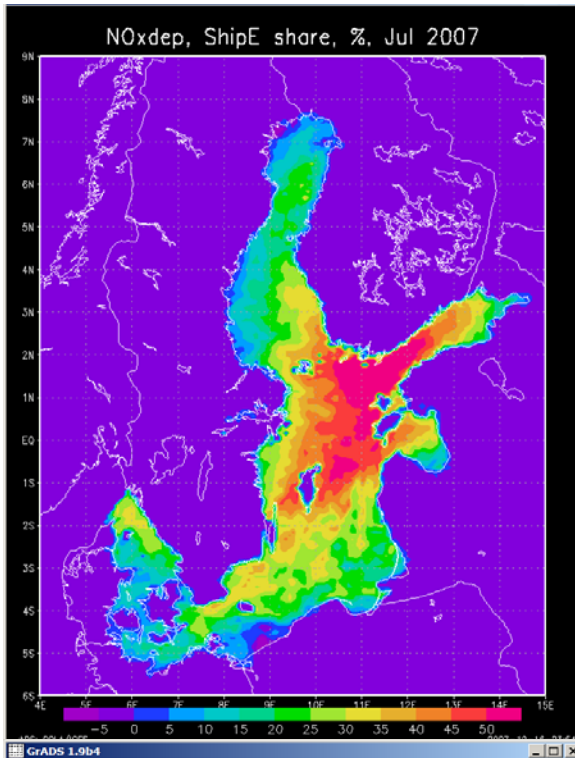 NOxdep, ShipE share, %, Jul 2007
9N
8N
7N
6N
5N
4N
3N
2N
1N
EQ
1S
2S
3S
4S
5S
6S
4E 5E 6E 7E 8E 9E 10E 11E 12E 13E 14E 15E
-5 0 5 10 15 20 25 30 35 40 45 50
GrADS 1.9b4